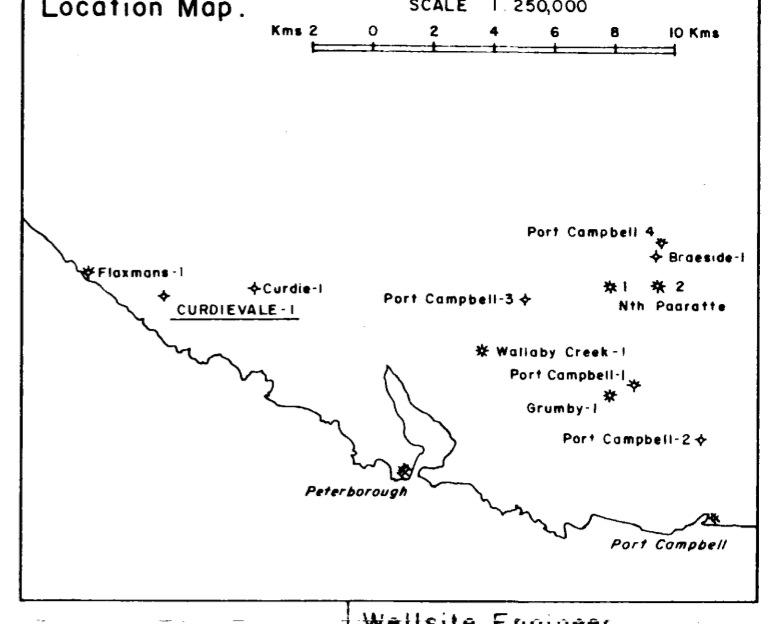 Location Map.
SCALE 1 : 250,000
Kms 2 0 2 4 6 8 10 Kms
Port Campbell 4
Braeside-1
Flaxmans-1
Curdie-1
1 2
Port Campbell-3
Nth Paaratte
CURDIEVALE-1
Wallaby Creek-1
Port Campbell-1
Grumby-1
Port Campbell-2
Peterborough
Port Campbell
Wellsite Engineer